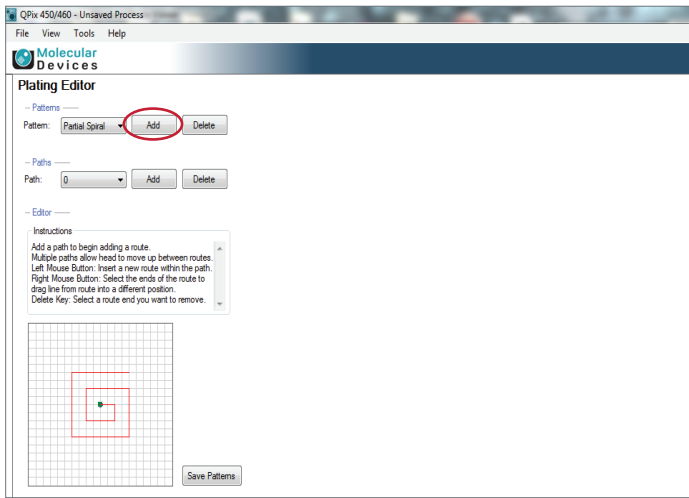 QPix 450/460 - Unsaved Process
File View Tools Help
Molecular
Devices
Plating Editor
-- Patterns -----
Pattern: Partial Spiral Add Delete
-- Paths -----
Path: 0 Add Delete
-- Editor -----
Instructions
Add a path to begin adding a route.
Multiple paths allow head to move up between routes.
Left Mouse Button: Insert a new route within the path.
Right Mouse Button: Select the ends of the route to
drag line from route into a different position.
Delete Key: Select a route end you want to remove.
Save Patterns